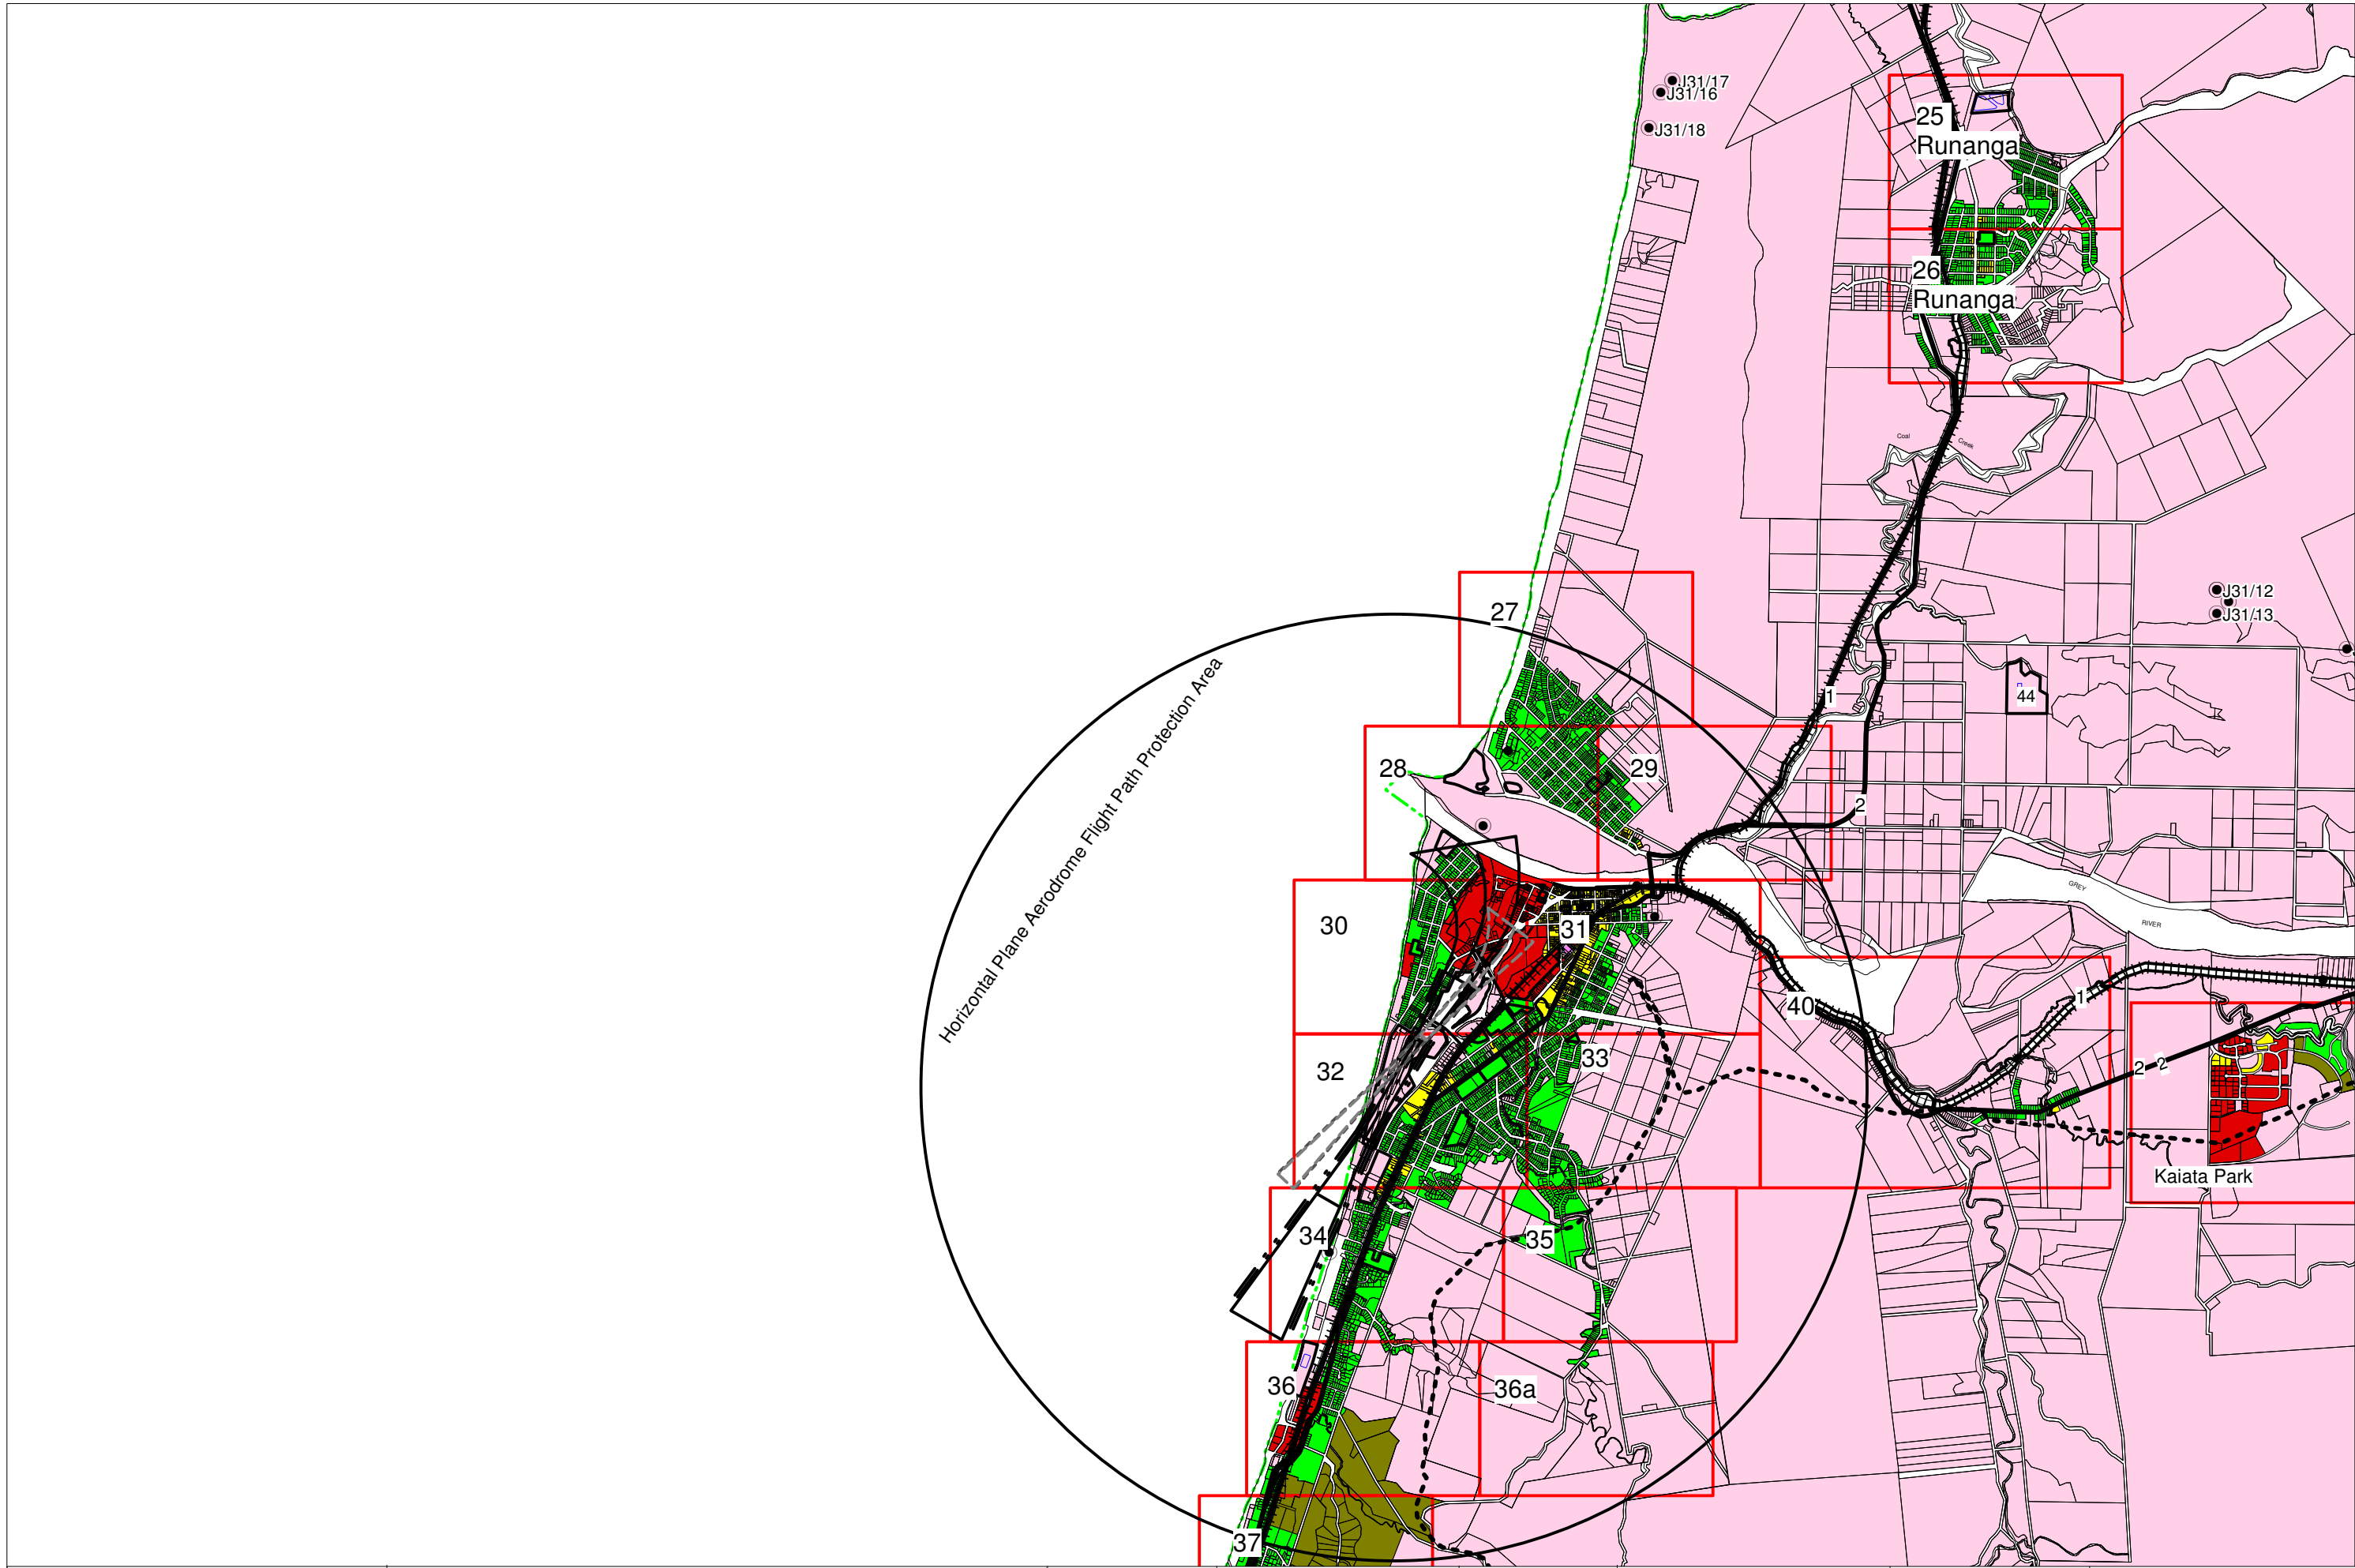 J31/17
J31/16
J31/18
25
Runanga
26
Runanga
Coal
Creek
27
J31/12
J31/13
Horizontal Plane Aerodrome Flight Path Protection Area
1
44
28
29
2
GREY
RIVER
30
31
40
1
32
33
2
2
Kaiata Park
34
35
36
36a
37